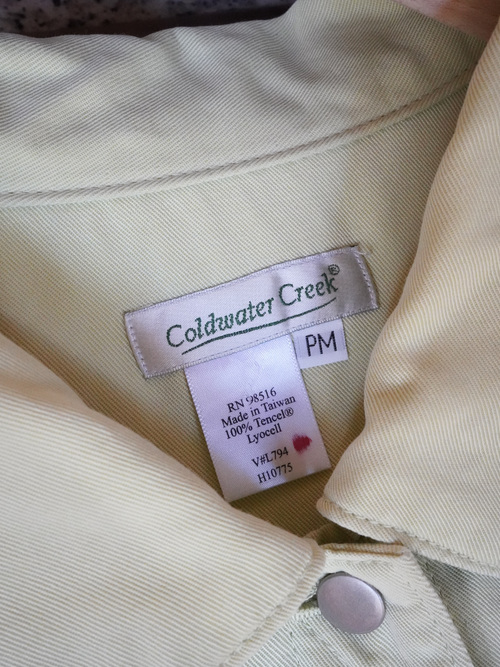 Coldwater Creek®
PM
RN 98516
Made in Taiwan
100% Tencel®
Lyocell
V#L794
H10775